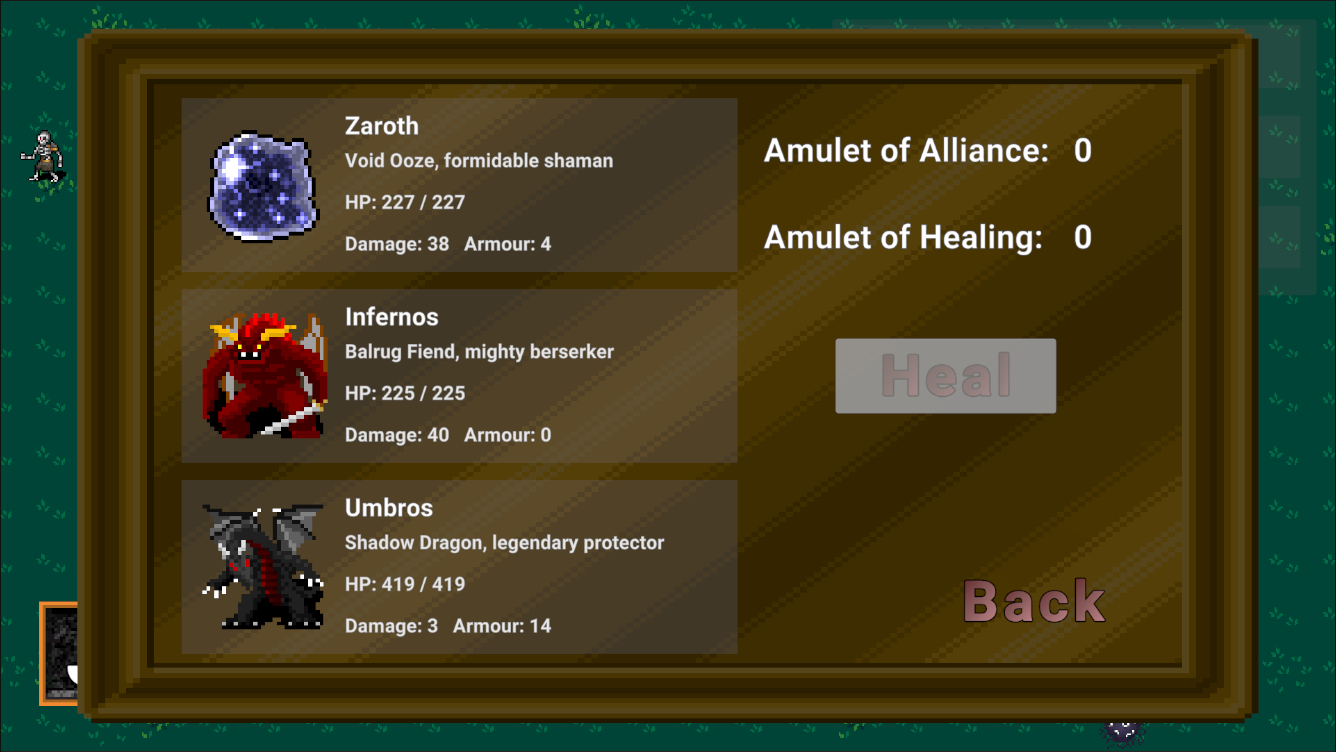 Zaroth
Void Ooze, formidable shaman
HP: 227 / 227
Damage: 38 Armour: 4
Infernos
Balrug Fiend, mighty berserker
HP: 225 / 225
Damage: 40 Armour: 0
Umbros
Shadow Dragon, legendary protector
HP: 419 / 419
Damage: 3 Armour: 14
Amulet of Alliance: 0
Amulet of Healing: 0
Heal
Back